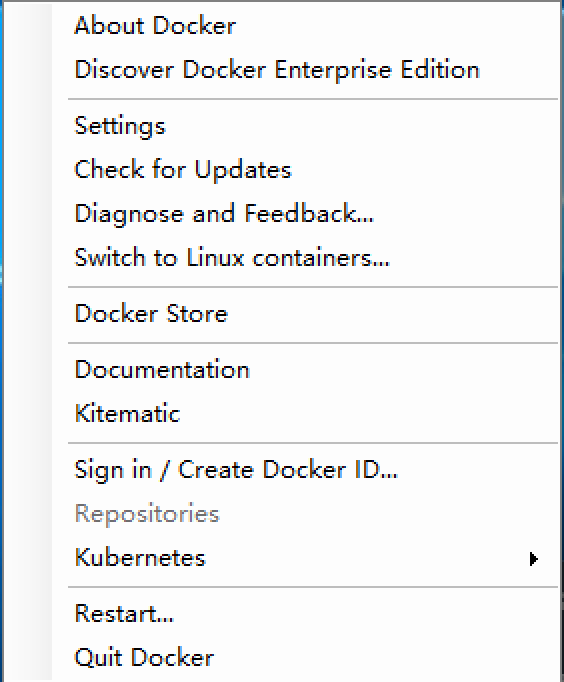 About Docker
Discover Docker Enterprise Edition
Settings
Check for Updates
Diagnose and Feedback...
Switch to Linux containers...
Docker Store
Documentation
Kitematic
Sign in / Create Docker ID...
Repositories
Kubernetes
Restart...
Quit Docker